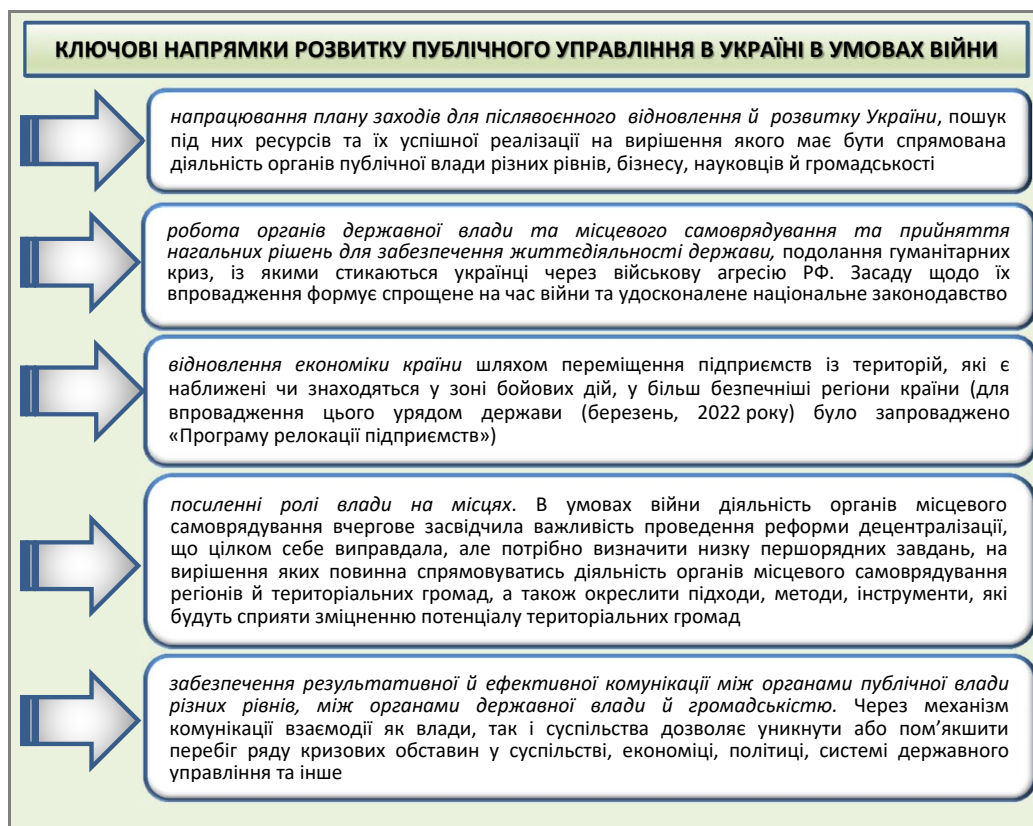 КЛЮЧОВІ НАПРЯМКИ РОЗВИТКУ ПУБЛІЧНОГО УПРАВЛІННЯ В УКРАЇНІ В УМОВАХ ВІЙНИ
напрацювання плану заходів для післявоєнного відновлення й розвитку України, пошук
під них ресурсів та їх успішної реалізації на вирішення якого має бути спрямована
діяльність органів публічної влади різних рівнів, бізнесу, науковців й громадськості
робота органів державної влади та місцевого самоврядування та прийняття
нагальних рішень для забезпечення життєдіяльності держави, подолання гуманітарних
криз, із якими стикаються українці через військову агресію РФ. Засаду щодо їх
впровадження формує спрощене на час війни та удосконалене національне законодавство
відновлення економіки країни шляхом переміщення підприємств із територій, які є
наближені чи знаходяться у зоні бойових дій, у більш безпечніші регіони країни (для
впровадження цього урядом держави (березень, 2022 року) було запроваджено
«Програму релокації підприємств»)
посиленні ролі влади на місцях. В умовах війни діяльність органів місцевого
самоврядування вчергове засвідчила важливість проведення реформи децентралізації,
що цілком себе виправдала, але потрібно визначити низку першорядних завдань, на
вирішення яких повинна спрямовуватись діяльність органів місцевого самоврядування
регіонів й територіальних громад, а також окреслити підходи, методи, інструменти, які
будуть сприяти зміцненню потенціалу територіальних громад
забезпечення результативної й ефективної комунікації між органами публічної влади
різних рівнів, між органами державної влади й громадськістю. Через механізм
комунікації взаємодії як влади, так і суспільства дозволяє уникнути або пом’якшити
перебіг ряду кризових обставин у суспільстві, економіці, політиці, системі державного
управління та інше